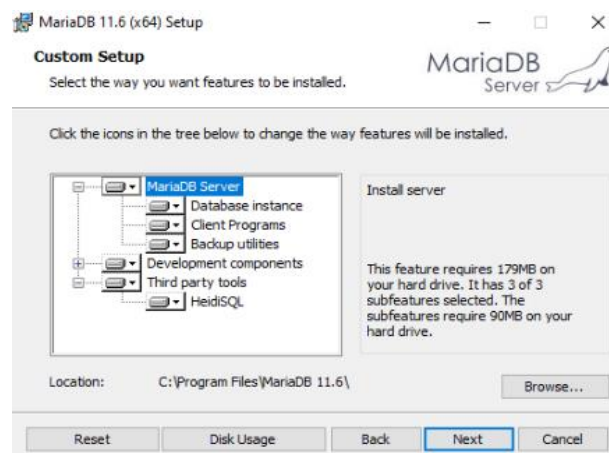 MariaDB 11.6 (x64) Setup
Custom Setup
Select the way you want features to be installed.
MariaDB
Server
Click the icons in the tree below to change the way features will be installed.
MariaDB Server
Database instance
Client Programs
Backup utilities
Development components
Third party tools
HeidiSQL
Install server
This feature requires 179MB on
your hard drive. It has 3 of 3
subfeatures selected. The
subfeatures require 90MB on your
hard drive.
Location: C:\Program Files\MariaDB 11.6\
Browse...
Reset Disk Usage Back Next Cancel